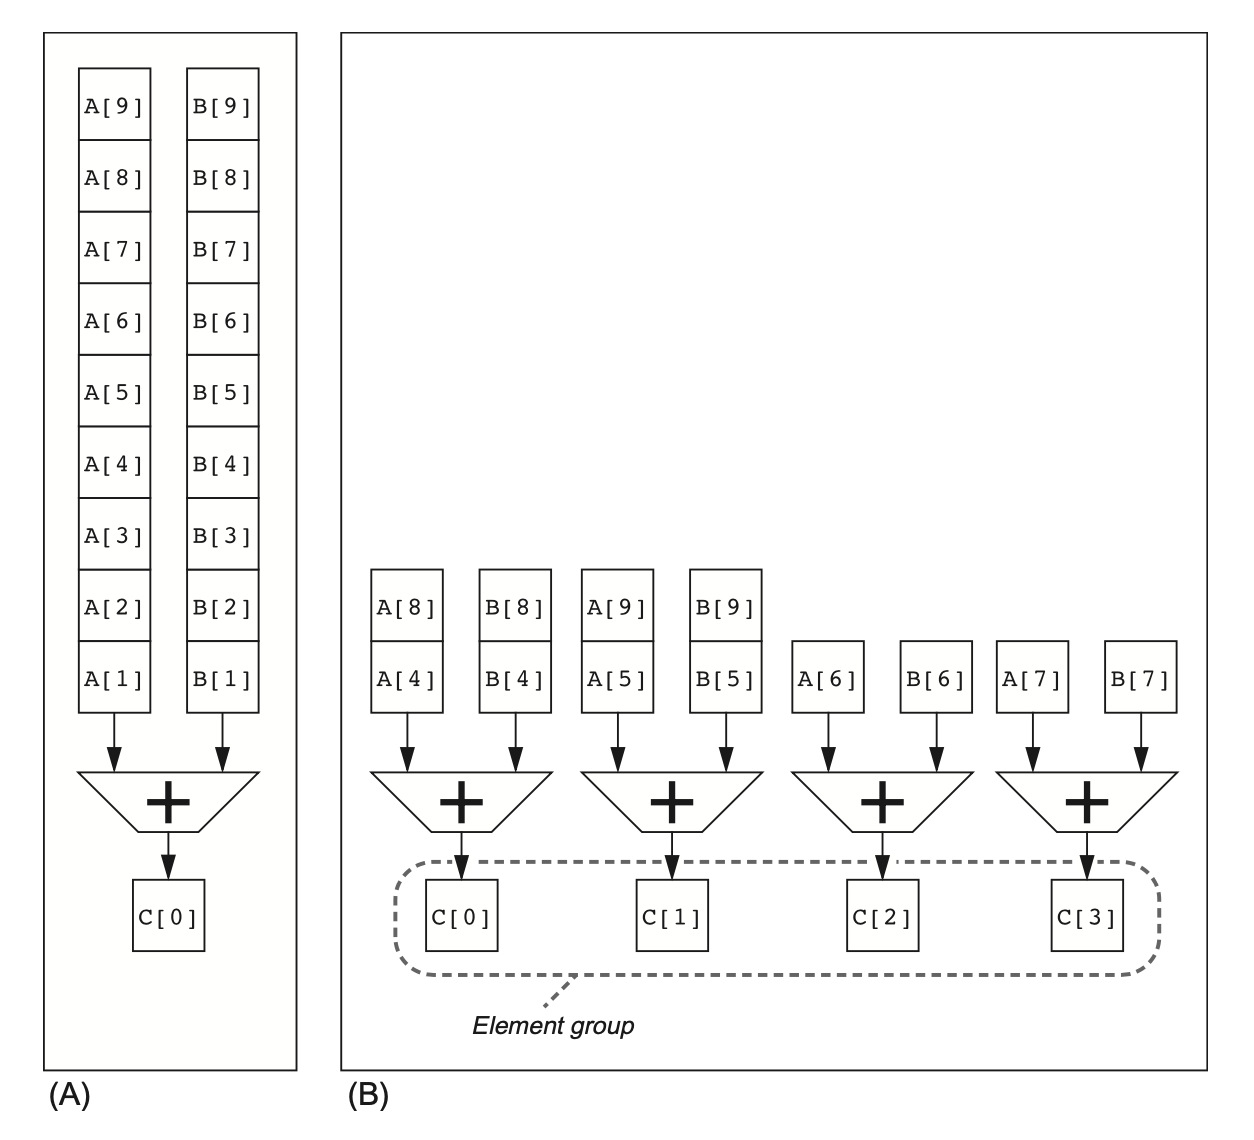 A[9] B[9]
A[8] B[8]
A[7] B[7]
A[6] B[6]
A[5] B[5]
A[4] B[4]
A[3] B[3]
A[2] B[2]
A[1] B[1]
+
C[0]
(A)
A[8] B[8] A[9] B[9]
A[4] B[4] A[5] B[5] A[6] B[6] A[7] B[7]
+ + + +
C[0] C[1] C[2] C[3]
Element group
(B)